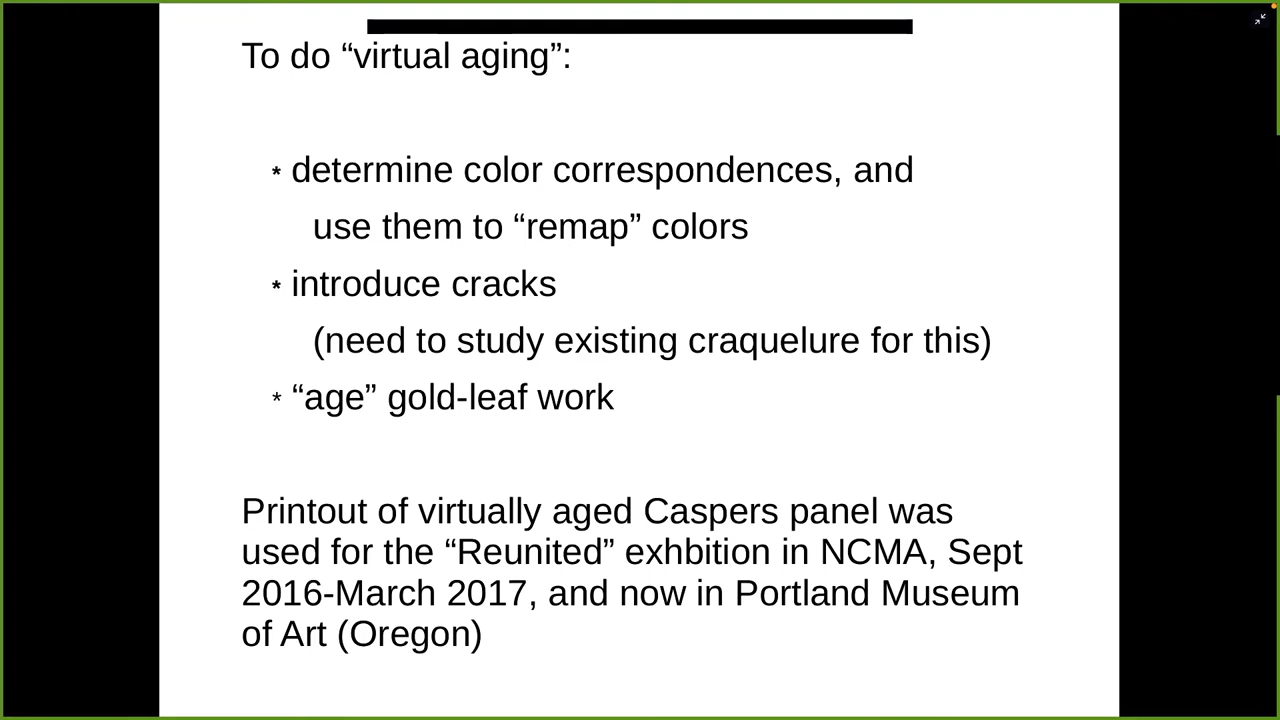 To do “virtual aging”:
* determine color correspondences, and
use them to “remap” colors
* introduce cracks
(need to study existing craquelure for this)
* “age” gold-leaf work
Printout of virtually aged Caspers panel was
used for the “Reunited” exhbition in NCMA, Sept
2016-March 2017, and now in Portland Museum
of Art (Oregon)